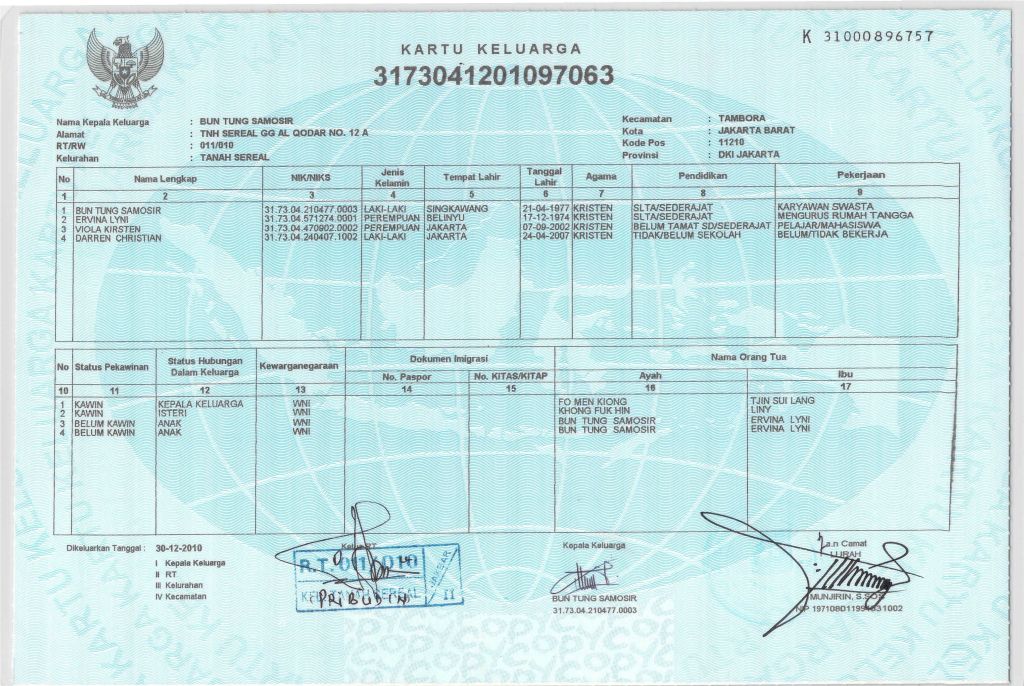 K 31000896757
KARTU KELUARGA
3173041201097063
Nama Kepala Keluarga : BUN TUNG SAMOSIR
Alamat : TNH SEREAL GG AL QODAR NO. 12 A
RT/RW : 011/010
Kelurahan : TANAH SEREAL
Kecamatan : TAMBORA
Kota : JAKARTA BARAT
Kode Pos : 11210
Provinsi : DKI JAKARTA
No Nama Lengkap NIK/NIKS Jenis Kelamin Tempat Lahir Tanggal Lahir Agama Pendidikan Pekerjaan
1 2 3 4 5 6 7 8 9
1 BUN TUNG SAMOSIR 31.73.04.210477.0003 LAKI-LAKI SINGKAWANG 21-04-1977 KRISTEN SLTA/SEDERAJAT KARYAWAN SWASTA
2 ERVINA LYNI 31.73.04.571274.0001 PEREMPUAN BELINYU 17-12-1974 KRISTEN SLTA/SEDERAJAT MENGURUS RUMAH TANGGA
3 VIOLA KIRSTEN 31.73.04.470902.0002 PEREMPUAN JAKARTA 07-09-2002 KRISTEN BELUM TAMAT SD/SEDERAJAT PELAJAR/MAHASISWA
4 DARREN CHRISTIAN 31.73.04.240407.1002 LAKI-LAKI JAKARTA 24-04-2007 KRISTEN TIDAK/BELUM SEKOLAH BELUM/TIDAK BEKERJA
No Status Pekawinan Status Hubungan Dalam Keluarga Kewarganegaraan Dokumen Imigrasi Nama Orang Tua
No. Paspor No. KITAS/KITAP Ayah Ibu
10 11 12 13 14 15 16 17
1 KAWIN KEPALA KELUARGA WNI FO MEN KIONG TJIN SUI LANG
2 KAWIN ISTERI WNI KHONG FUK HIN LINY
3 BELUM KAWIN ANAK WNI BUN TUNG SAMOSIR ERVINA LYNI
4 BELUM KAWIN ANAK WNI BUN TUNG SAMOSIR ERVINA LYNI
Dikeluarkan Tanggal : 30-12-2010
I Kepala Keluarga
II RT
III Kelurahan
IV Kecamatan
Ketua RT
R.T. 011/010
KEL. TANAH SEREAL
JAK-BAR
II
PRIBUDIN
Kepala Keluarga
BUN TUNG SAMOSIR
31.73.04.210477.0003
a.n Camat
LURAH
MUNJIRIN, S.SOS
COPY COPY COPY